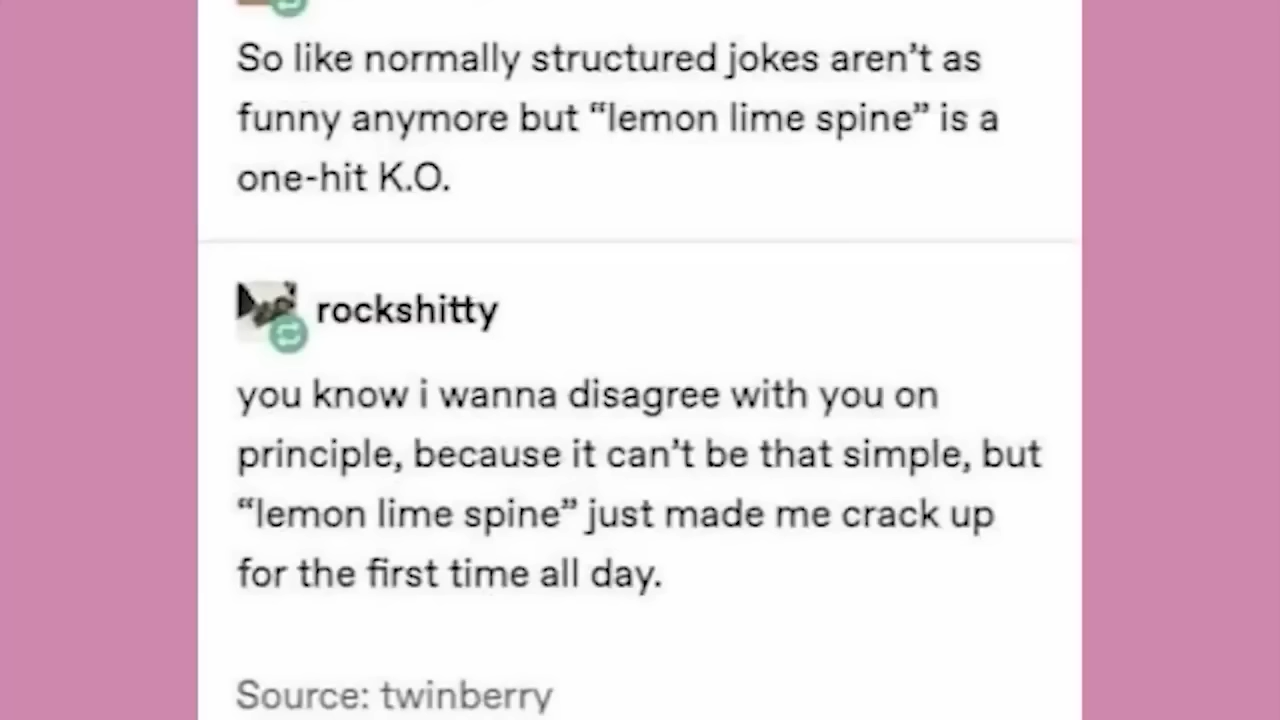 So like normally structured jokes aren’t as
funny anymore but “lemon lime spine” is a
one-hit K.O.
rockshitty
you know i wanna disagree with you on
principle, because it can’t be that simple, but
“lemon lime spine” just made me crack up
for the first time all day.
Source: twinberry